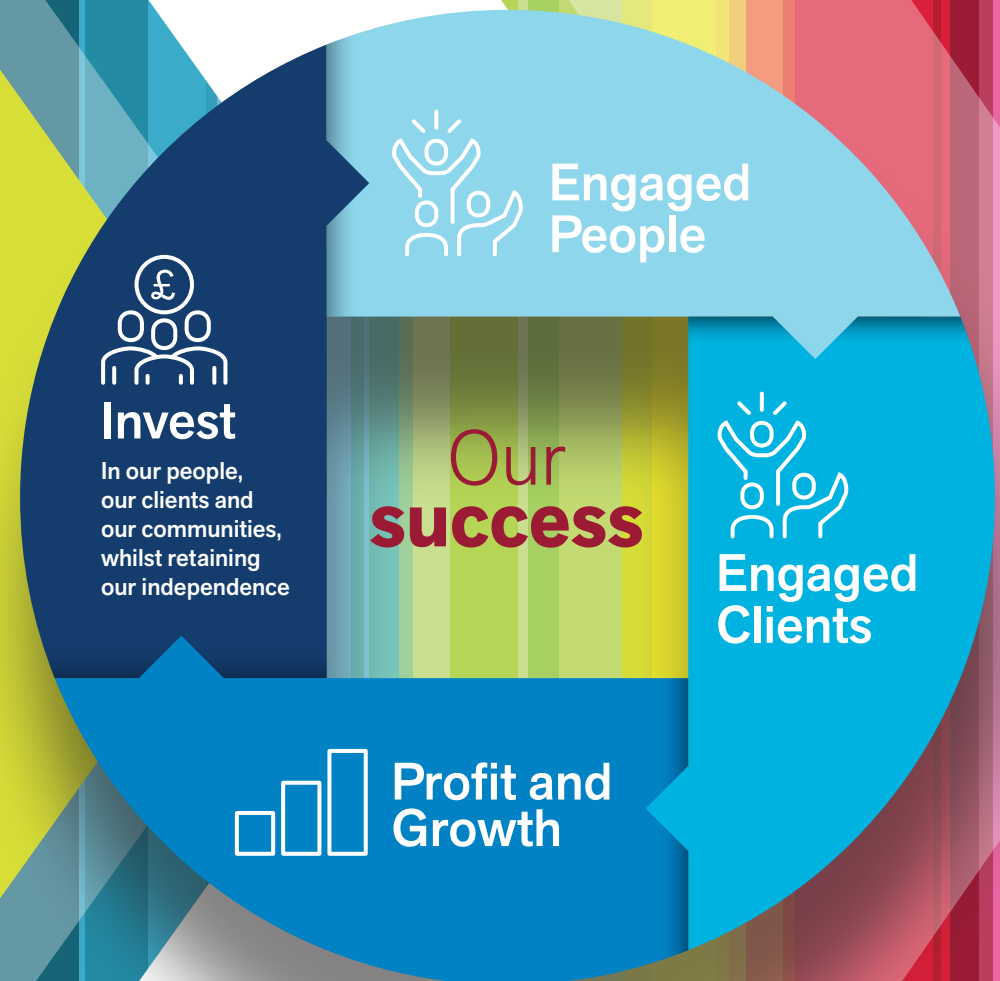 Engaged
People
£
Invest
In our people,
our clients and
our communities,
whilst retaining
our independence
Our
success
Engaged
Clients
Profit and
Growth